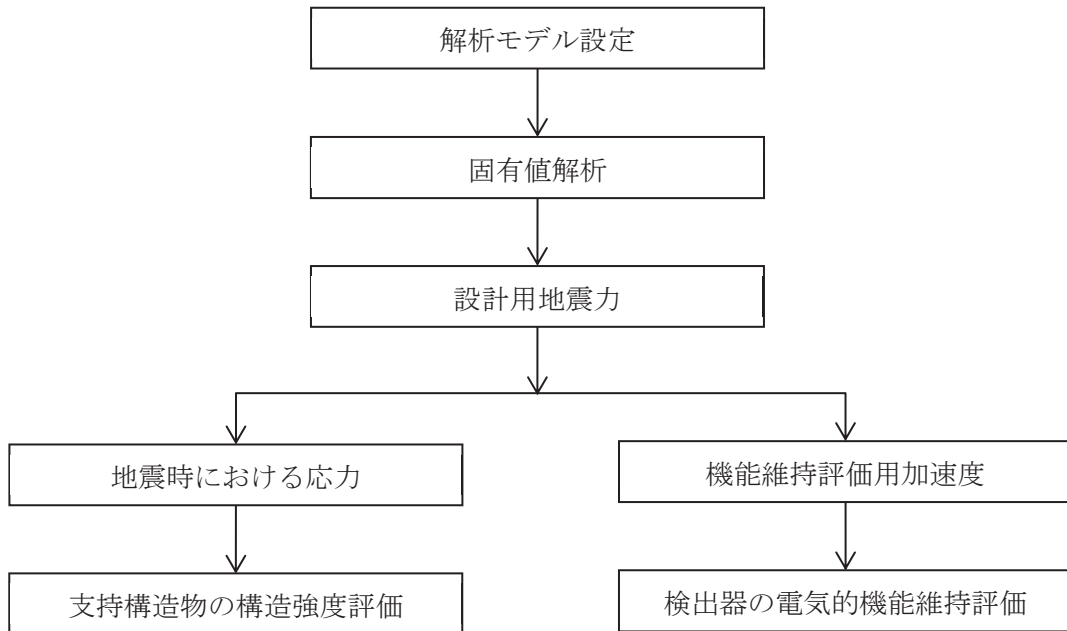 解析モデル設定
固有値解析
設計用地震力
地震時における応力
機能維持評価用加速度
支持構造物の構造強度評価
検出器の電気的機能維持評価